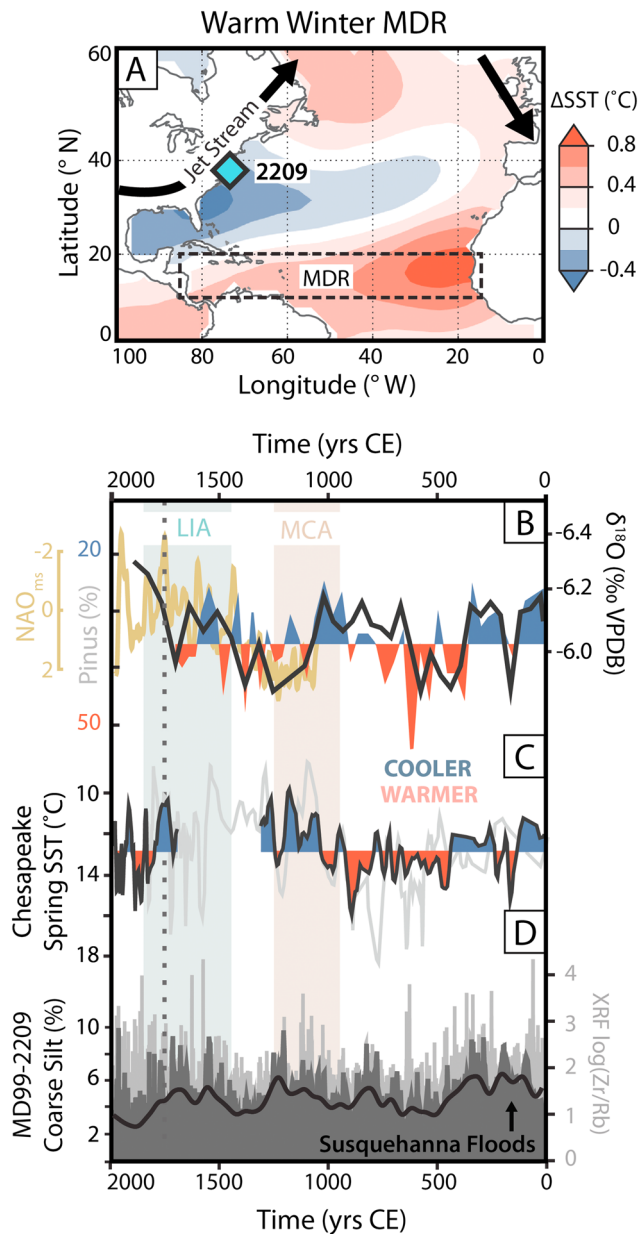 Warm Winter MDR
A
60
40
20
0
Latitude (° N)
Jet Stream
2209
MDR
100
80
60
40
20
0
Longitude (° W)
ΔSST (˚C)
0.8
0.4
0
-0.4
Time (yrs CE)
2000
1500
1000
500
0
B
LIA
MCA
-2
0
2
NAOms
20
50
Pinus (%)
-6.4
-6.2
-6.0
δ18O (‰ VPDB)
C
COOLER
WARMER
10
14
18
Chesapeake
Spring SST (˚C)
D
10
6
2
MD99-2209
Coarse Silt (%)
4
3
2
1
0
XRF log(Zr/Rb)
Susquehanna Floods
2000
1500
1000
500
0
Time (yrs CE)